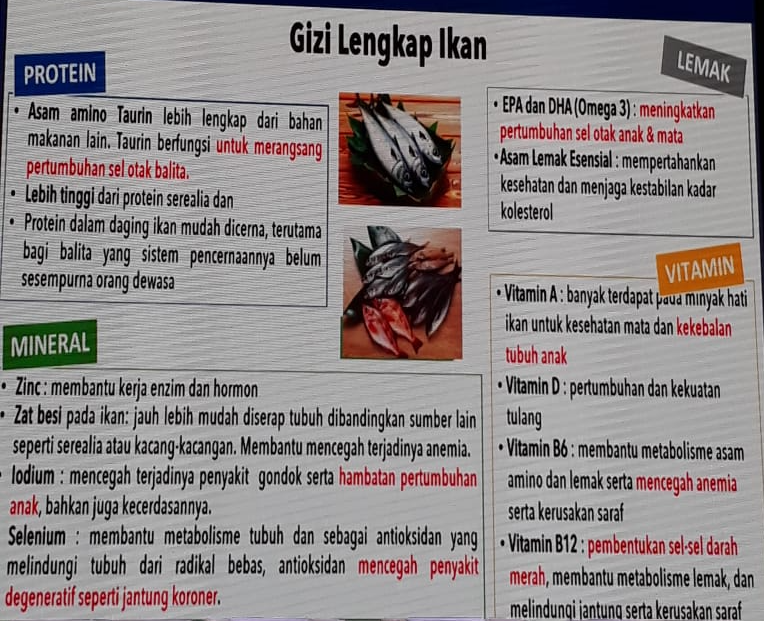 Gizi Lengkap Ikan
PROTEIN
• Asam amino Taurin lebih lengkap dari bahan
makanan lain. Taurin berfungsi untuk merangsang
pertumbuhan sel otak balita.
• Lebih tinggi dari protein serealia dan
• Protein dalam daging ikan mudah dicerna, terutama
bagi balita yang sistem pencernaannya belum
sesempurna orang dewasa
LEMAK
• EPA dan DHA (Omega 3) : meningkatkan
pertumbuhan sel otak anak & mata
•Asam Lemak Esensial : mempertahankan
kesehatan dan menjaga kestabilan kadar
kolesterol
MINERAL
• Zinc : membantu kerja enzim dan hormon
• Zat besi pada ikan: jauh lebih mudah diserap tubuh dibandingkan sumber lain
seperti serealia atau kacang-kacangan. Membantu mencegah terjadinya anemia.
• Iodium : mencegah terjadinya penyakit gondok serta hambatan pertumbuhan
anak, bahkan juga kecerdasannya.
Selenium : membantu metabolisme tubuh dan sebagai antioksidan yang
melindungi tubuh dari radikal bebas, antioksidan mencegah penyakit
degeneratif seperti jantung koroner.
VITAMIN
• Vitamin A : banyak terdapat pada minyak hati
ikan untuk kesehatan mata dan kekebalan
tubuh anak
• Vitamin D : pertumbuhan dan kekuatan
tulang
• Vitamin B6 : membantu metabolisme asam
amino dan lemak serta mencegah anemia
serta kerusakan saraf
• Vitamin B12 : pembentukan sel-sel darah
merah, membantu metabolisme lemak, dan
melindungi jantung serta kerusakan saraf